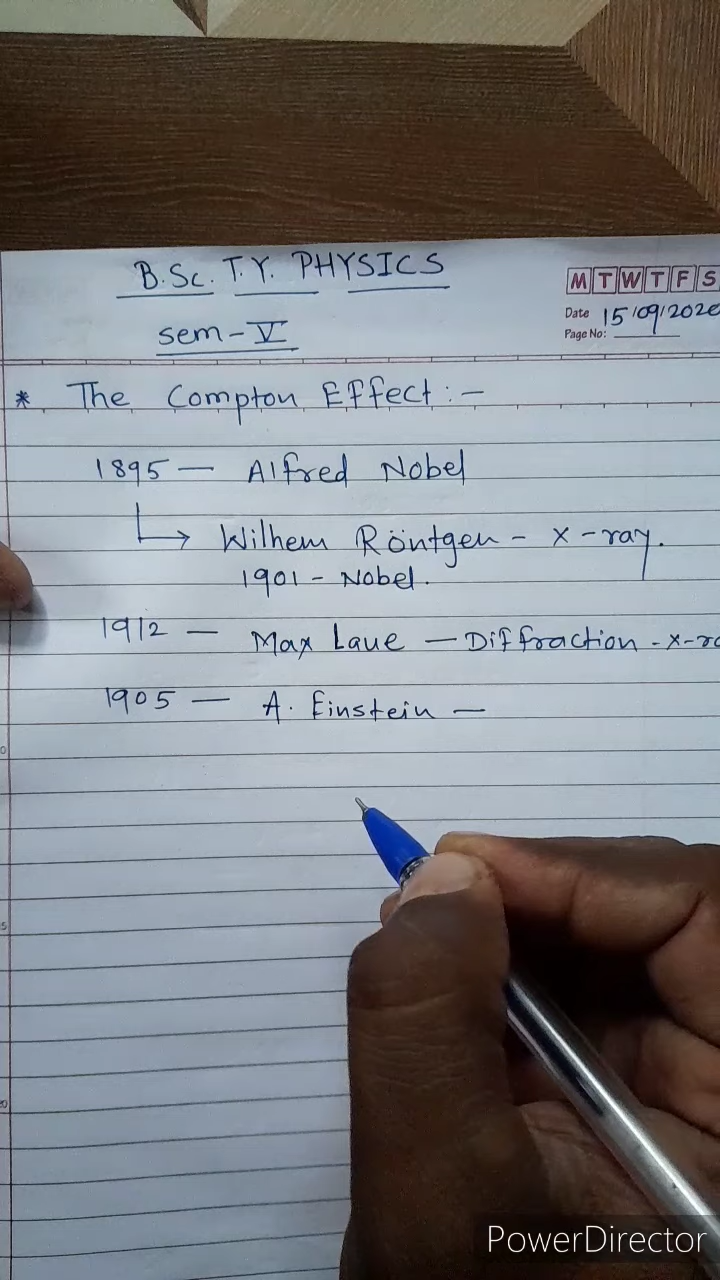 B.Sc. T.Y. PHYSICS
M T W T F S
Date 15/09/2020
Page No:
sem - V
* The Compton Effect :-
1895 — Alfred Nobel
Wilhem Röntgen - X-ray.
1901 - Nobel.
1912 — Max Laue — Diffraction - X-ra
1905 — A. Einstein —
PowerDirector